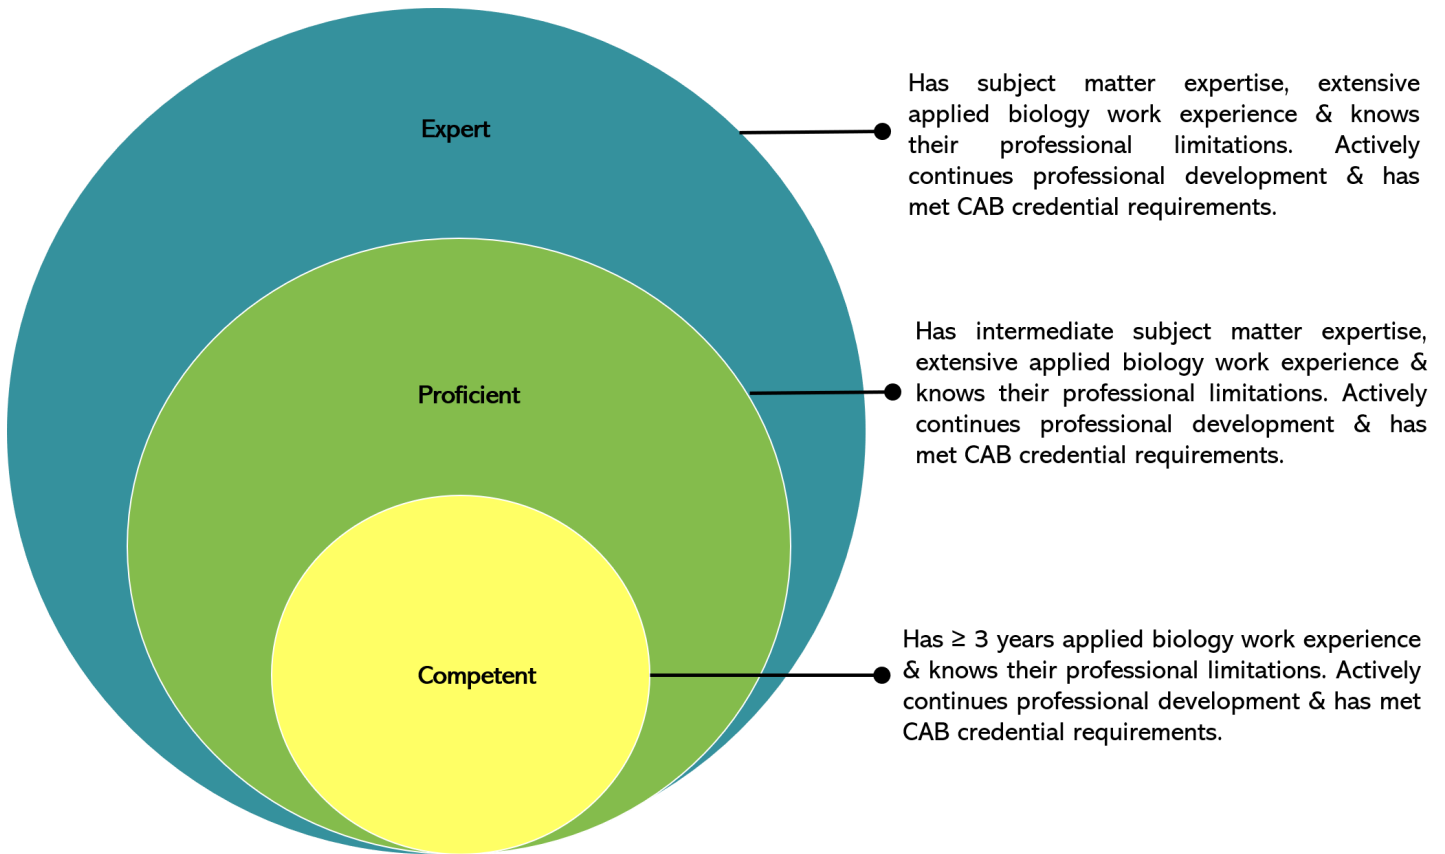 Expert
Has subject matter expertise, extensive
applied biology work experience & knows
their professional limitations. Actively
continues professional development & has
met CAB credential requirements.
Proficient
Has intermediate subject matter expertise,
extensive applied biology work experience &
knows their professional limitations. Actively
continues professional development & has
met CAB credential requirements.
Competent
Has ≥ 3 years applied biology work experience
& knows their professional limitations. Actively
continues professional development & has met
CAB credential requirements.